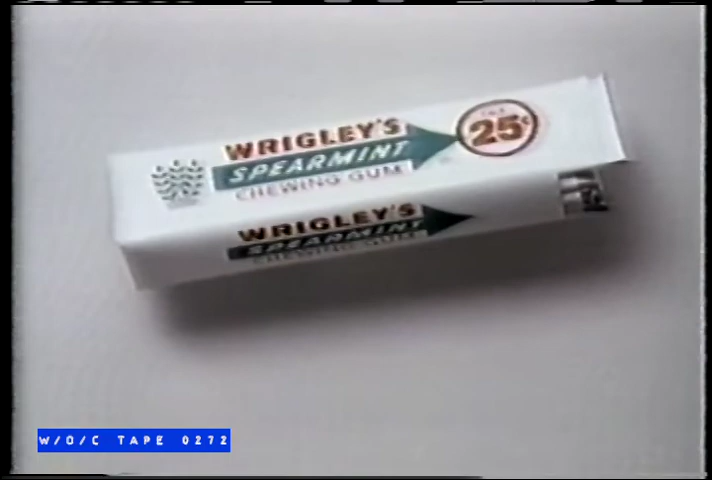 WRIGLEY'S
SPEARMINT
CHEWING GUM
25¢
WRIGLEY'S
SPEARMINT
CHEWING GUM
W/O/C TAPE 0272